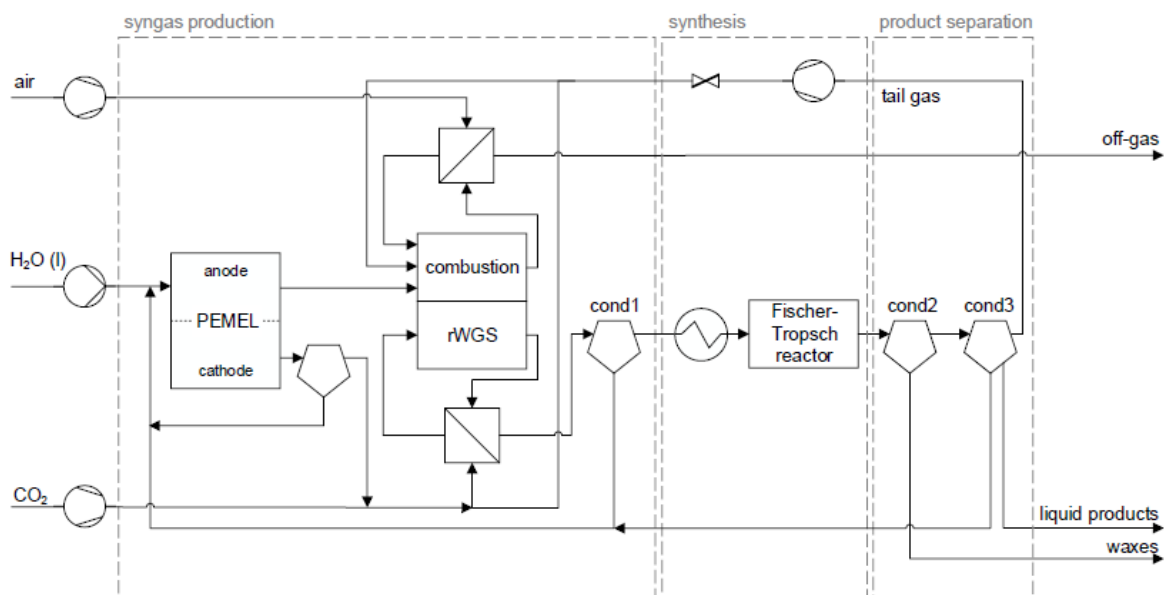 syngas production
synthesis
product separation
air
tail gas
off-gas
H₂O (l)
anode
combustion
PEMEL
rWGS
cathode
cond1
Fischer-
Tropsch
reactor
cond2
cond3
CO₂
liquid products
waxes